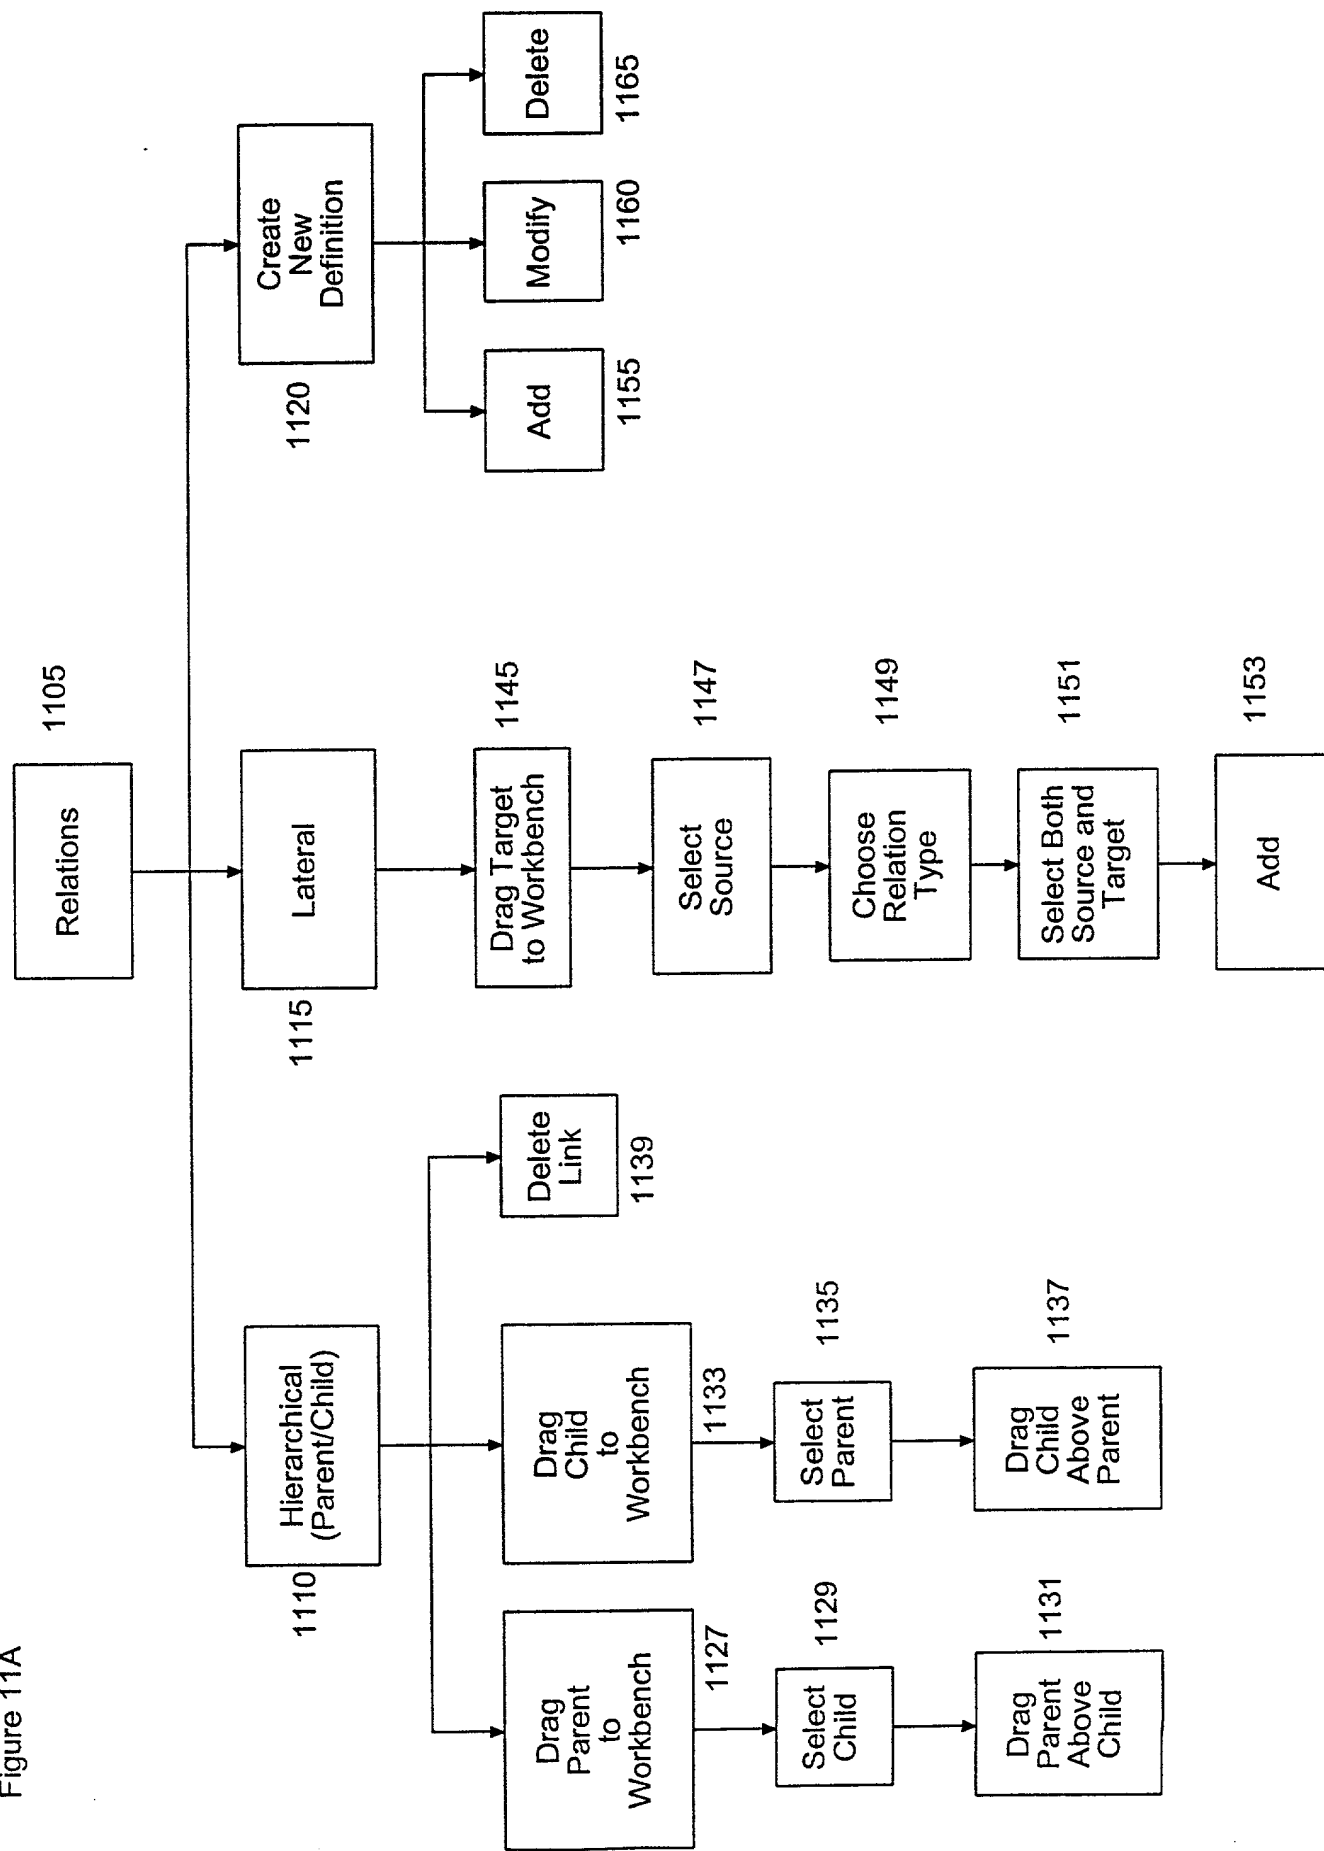 Figure 11A
Relations
1105
Hierarchical
(Parent/Child)
1110
Lateral
1115
Create
New
Definition
1120
Drag
Parent
to
Workbench
1127
Drag
Child
to
Workbench
1133
Delete
Link
1139
Drag Target
to Workbench
1145
Add
1155
Modify
1160
Delete
1165
Select
Child
1129
Select
Parent
1135
Select
Source
1147
Drag
Parent
Above
Child
1131
Drag
Child
Above
Parent
1137
Choose
Relation
Type
1149
Select Both
Source and
Target
1151
Add
1153